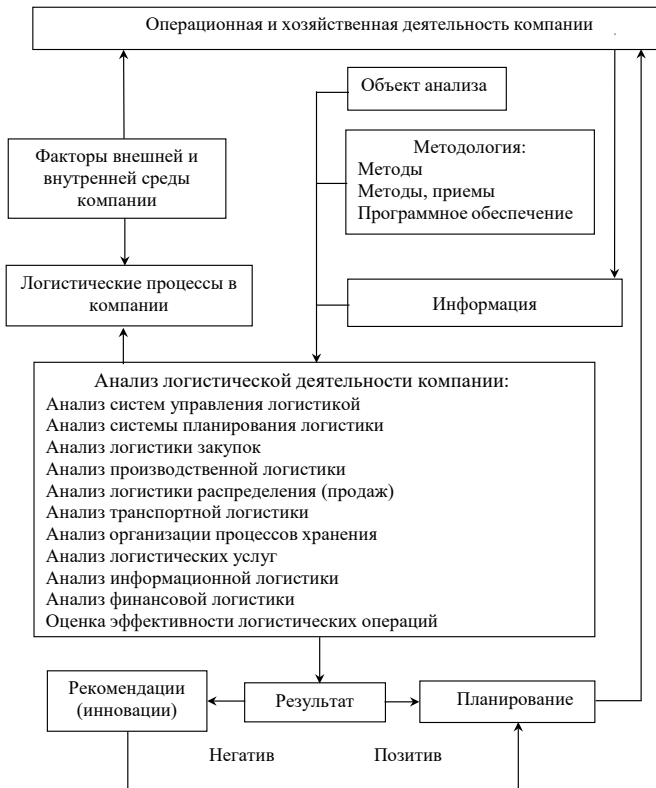 Операционная и хозяйственная деятельность компании
Объект анализа
Методология:
Методы
Методы, приемы
Программное обеспечение
Факторы внешней и
внутренней среды
компании
Логистические процессы в
компании
Информация
Анализ логистической деятельности компании:
Анализ систем управления логистикой
Анализ системы планирования логистики
Анализ логистики закупок
Анализ производственной логистики
Анализ логистики распределения (продаж)
Анализ транспортной логистики
Анализ организации процессов хранения
Анализ логистических услуг
Анализ информационной логистики
Анализ финансовой логистики
Оценка эффективности логистических операций
Рекомендации
(инновации)
Результат
Планирование
Негатив
Позитив